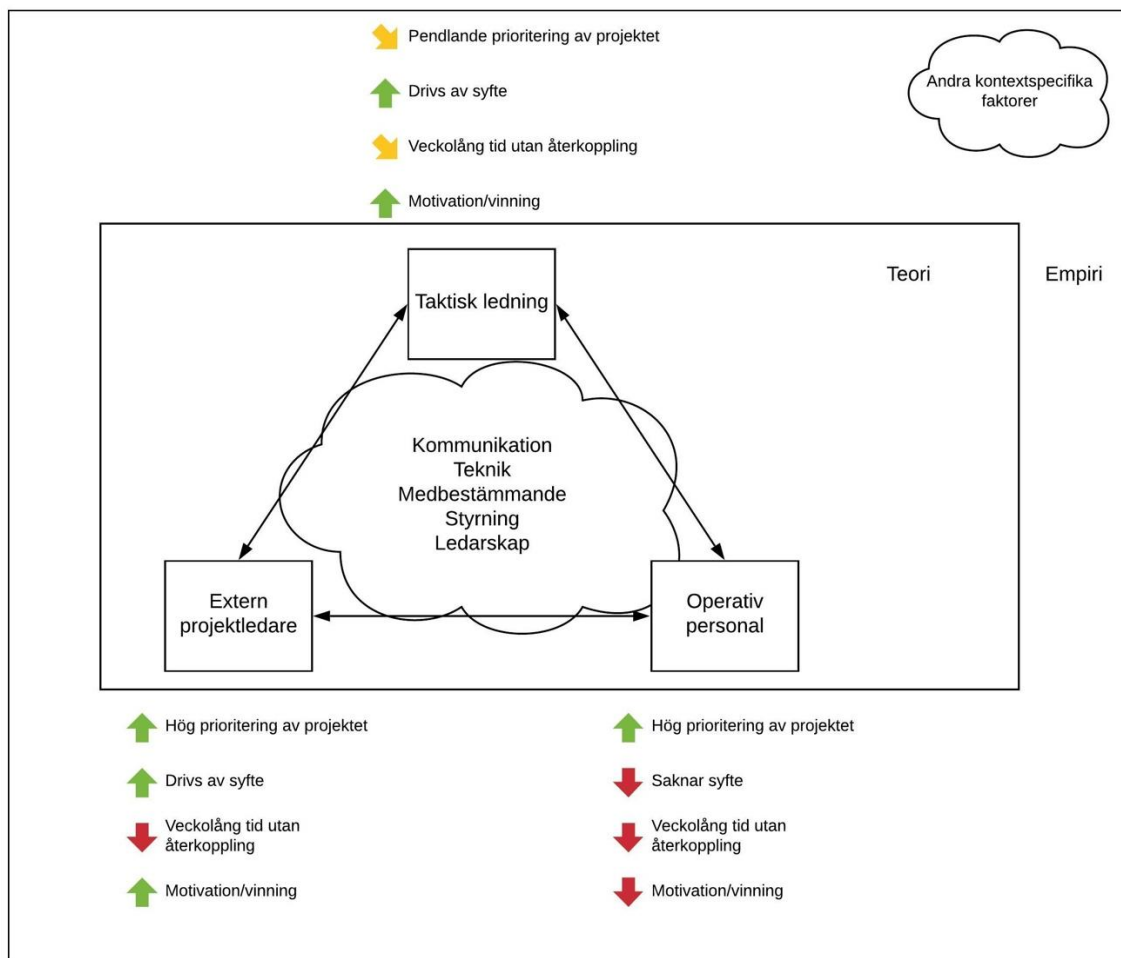 Pendlande prioritering av projektet
Drivs av syfte
Veckolång tid utan återkoppling
Motivation/vinning
Andra kontextspecifika
faktorer
Teori
Empiri
Taktisk ledning
Kommunikation
Teknik
Medbestämmande
Styrning
Ledarskap
Extern
projektledare
Operativ
personal
Hög prioritering av projektet
Drivs av syfte
Veckolång tid utan
återkoppling
Motivation/vinning
Hög prioritering av projektet
Saknar syfte
Veckolång tid utan
återkoppling
Motivation/vinning